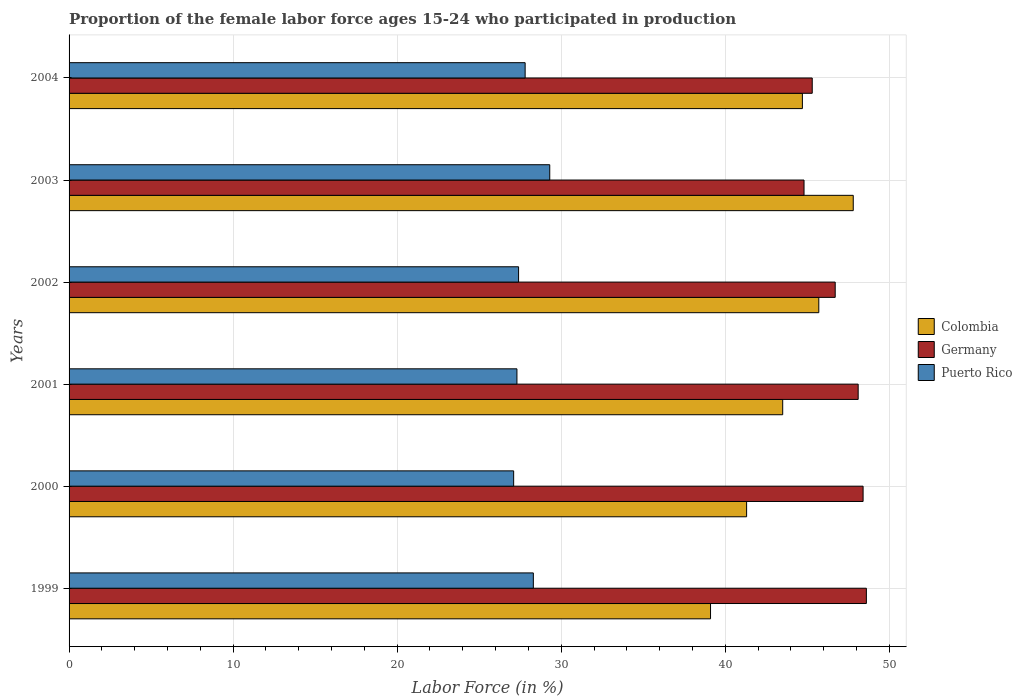 Proportion of the female labor force ages 15-24 who participated in production
2004
2003
2002
2001
2000
1999
Years
0
10
20
30
40
50
Labor Force (in %)
Colombia
Germany
Puerto Rico